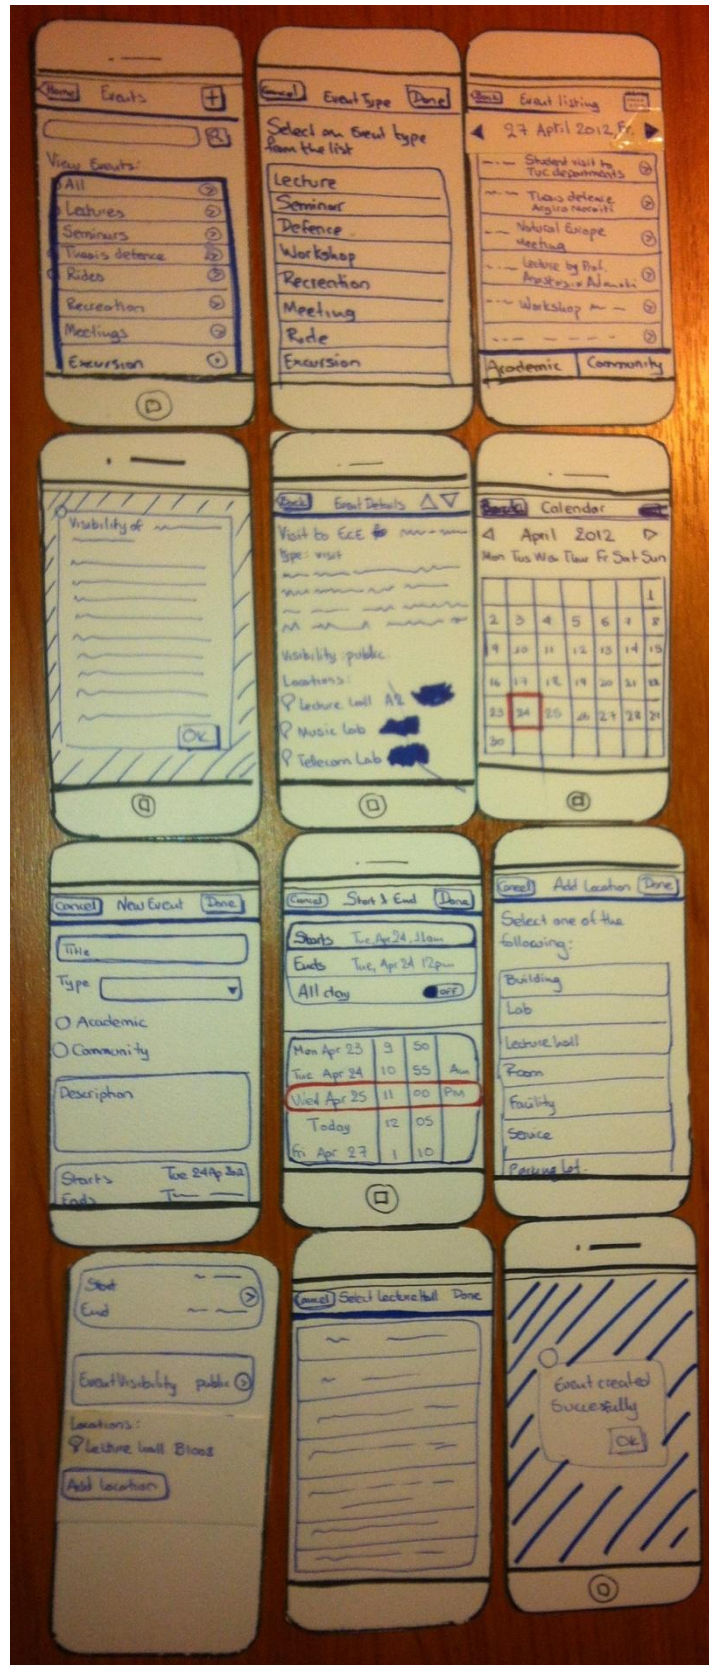 Home Events +
View Events:
All
Lectures
Seminars
Thesis defence
Rides
Recreation
Meetings
Excursion
Cancel Event Type Done
Select an Event type
from the list
Lecture
Seminar
Defence
Workshop
Recreation
Meeting
Ride
Excursion
Back Event listing
27 April 2012, Fr.
Student visit to
TUC departments
Thesis defence
Natural Europe
Meeting
Lecture by Prof.
Workshop
Academic Community
Visibility of
OK
Back Event Details
Visit to ECE
type: visit
Visibility: public
Locations:
Lecture hall A2
Music Lab
Telecom Lab
Back Calendar
April 2012
Mon Tus Wen Thur Fr Sat Sun
1
2 3 4 5 6 7 8
9 10 11 12 13 14 15
16 17 18 19 20 21 22
23 24 25 26 27 28 29
30
Cancel New Event Done
Title
Type
Academic
Community
Description
Starts Tue 24 Ap 2012
Ends
Cancel Start & End Done
Starts Tue, Apr 24, 11am
Ends Tue, Apr 24 12pm
All day OFF
Mon Apr 23 9 50
Tue Apr 24 10 55 Am
Wed Apr 25 11 00 PM
Today 12 05
Fri Apr 27 1 10
Cancel Add Location Done
Select one of the
following:
Building
Lab
Lecture hall
Room
Facility
Service
Parking Lot
Start
End
Event Visibility public
Locations:
Lecture hall
Add Location
Cancel Select Lecture Hall Done
Event created
Succesfully
Ok